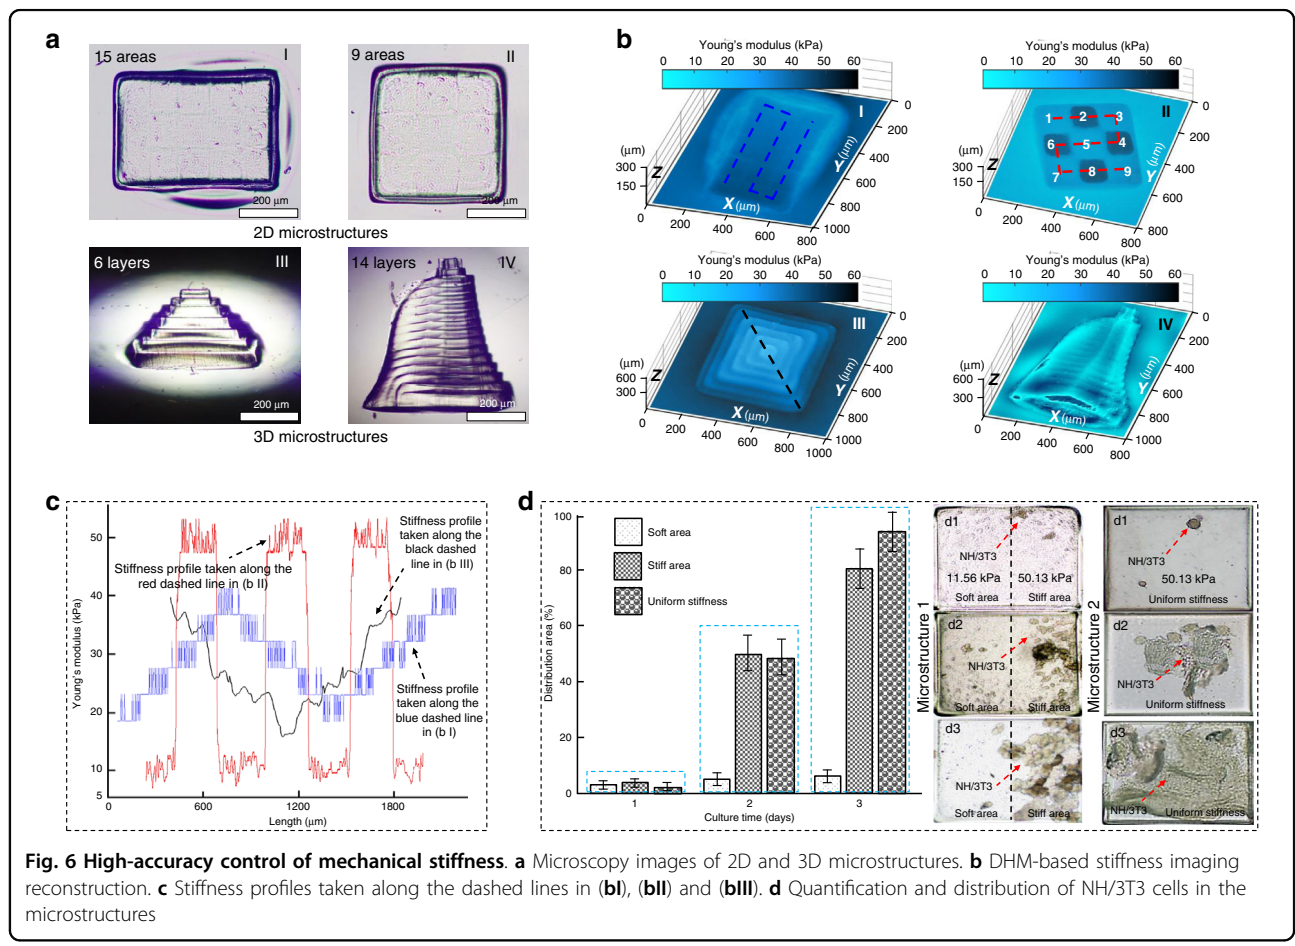 a
15 areas
I
200 μm
9 areas
II
200 μm
2D microstructures
6 layers
III
200 μm
14 layers
IV
200 μm
3D microstructures
b
Young's modulus (kPa)
0 10 20 30 40 50 60
I
(μm)
300
150
Z
0
200
400
600
800
1000
X (μm)
Y (μm)
0
200
400
600
800
Young's modulus (kPa)
0 10 20 30 40 50 60
II
1 2 3
6 5 4
7 8 9
(μm)
300
150
Z
0
200
400
600
800
X (μm)
Y (μm)
0
200
400
600
800
Young's modulus (kPa)
0 10 20 30 40 50 60
III
(μm)
600
300
Z
0
200
400
600
800
1000
X (μm)
Y (μm)
0
200
400
600
800
1000
Young's modulus (kPa)
0 10 20 30 40 50 60
IV
(μm)
600
300
Z
0
200
400
600
800
X (μm)
Y (μm)
0
200
400
600
800
1000
c
Young's modulus (kPa)
50
40
30
20
10
5
0 600 1200 1800
Length (μm)
Stiffness profile taken along the
red dashed line in (b II)
Stiffness profile
taken along the
black dashed
line in (b III)
Stiffness profile
taken along the
blue dashed line
in (b I)
d
Distribution area (%)
100
80
60
40
20
0
1 2 3
Culture time (days)
Soft area
Stiff area
Uniform stiffness
Microstructure 1
d1
NH/3T3
11.56 kPa 50.13 kPa
Soft area Stiff area
d2
NH/3T3
Soft area Stiff area
d3
NH/3T3
Soft area Stiff area
Microstructure 2
d1
NH/3T3
50.13 kPa
Uniform stiffness
d2
NH/3T3
Uniform stiffness
d3
NH/3T3
Uniform stiffness
Fig. 6 High-accuracy control of mechanical stiffness. a Microscopy images of 2D and 3D microstructures. b DHM-based stiffness imaging
reconstruction. c Stiffness profiles taken along the dashed lines in (bI), (bII) and (bIII). d Quantification and distribution of NH/3T3 cells in the
microstructures